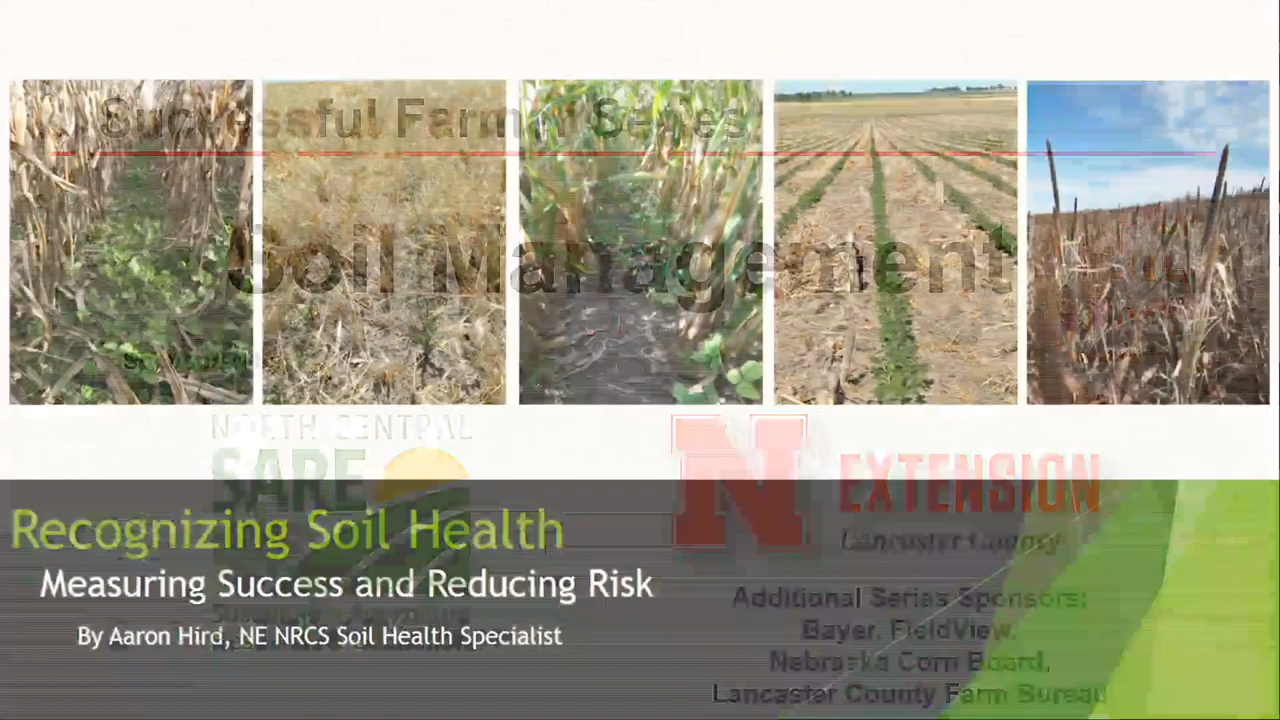 Successful Farmer Series
Soil Management
NORTH CENTRAL
SARE
N
EXTENSION
Lancaster County
Recognizing Soil Health
Measuring Success and Reducing Risk
By Aaron Hird, NE NRCS Soil Health Specialist
Additional Series Sponsors:
Bayer, FieldView,
Nebraska Corn Board,
Lancaster County Farm Bureau